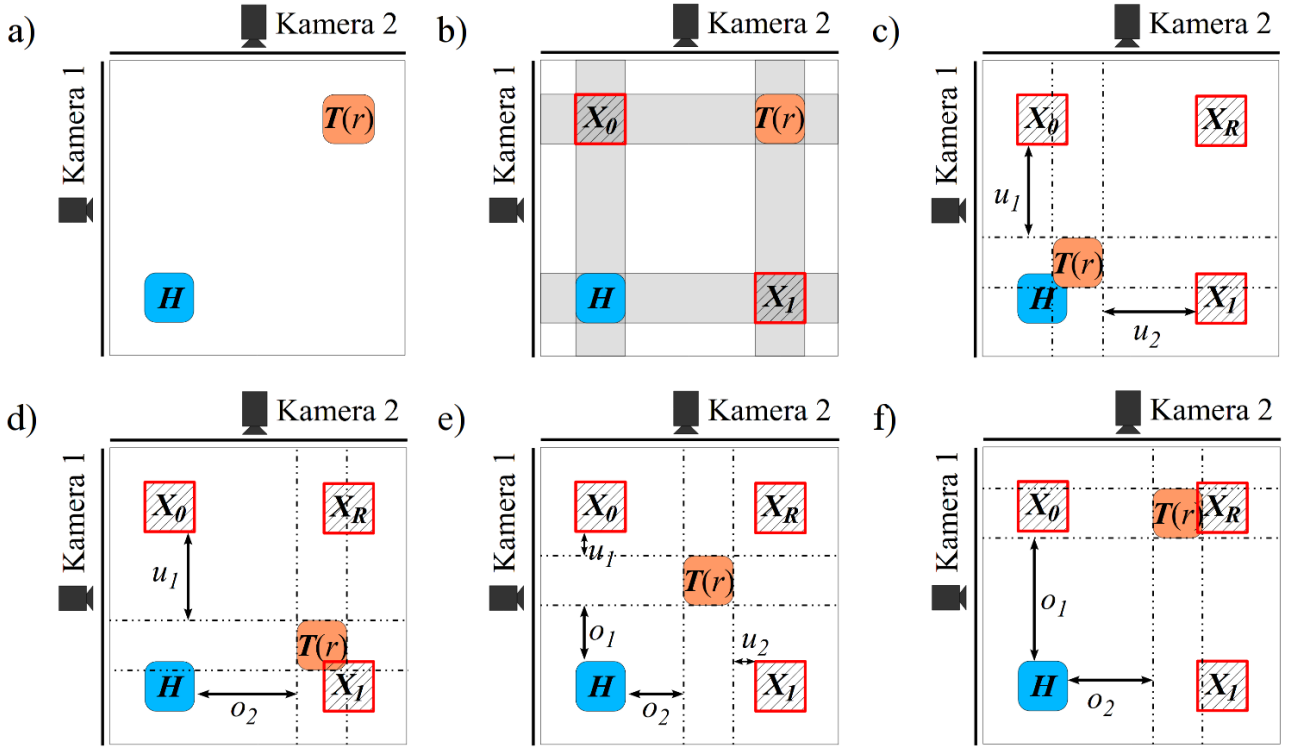 a)
Kamera 2
Kamera 1
T(r)
H
b)
Kamera 2
Kamera 1
X0
T(r)
H
X1
c)
Kamera 2
Kamera 1
X0
XR
u1
T(r)
H
X1
u2
d)
Kamera 2
Kamera 1
X0
XR
u1
T(r)
H
X1
o2
e)
Kamera 2
Kamera 1
X0
XR
u1
T(r)
o1
u2
H
X1
o2
f)
Kamera 2
Kamera 1
X0
T(r)
XR
o1
H
X1
o2